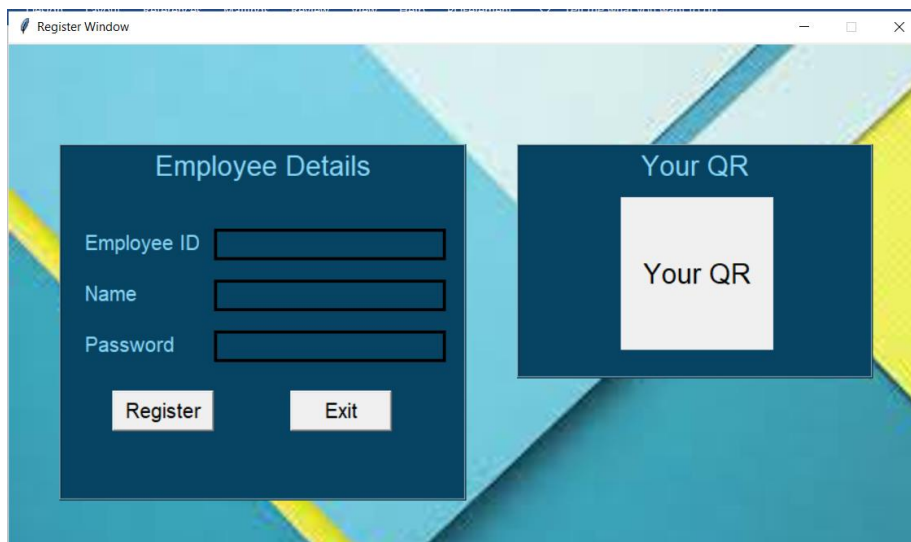 Register Window
Employee Details
Employee ID
Name
Password
Register
Exit
Your QR
Your QR